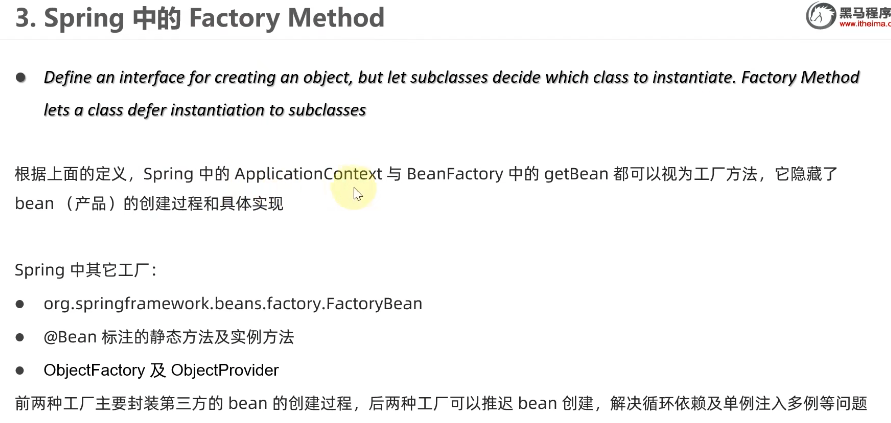 3. Spring 中的 Factory Method
黑马程序
www.itheima.c
Define an interface for creating an object, but let subclasses decide which class to instantiate. Factory Method
lets a class defer instantiation to subclasses
根据上面的定义，Spring 中的 ApplicationContext 与 BeanFactory 中的 getBean 都可以视为工厂方法，它隐藏了
bean （产品）的创建过程和具体实现
Spring 中其它工厂：
org.springframework.beans.factory.FactoryBean
@Bean 标注的静态方法及实例方法
ObjectFactory 及 ObjectProvider
前两种工厂主要封装第三方的 bean 的创建过程，后两种工厂可以推迟 bean 创建，解决循环依赖及单例注入多例等问题